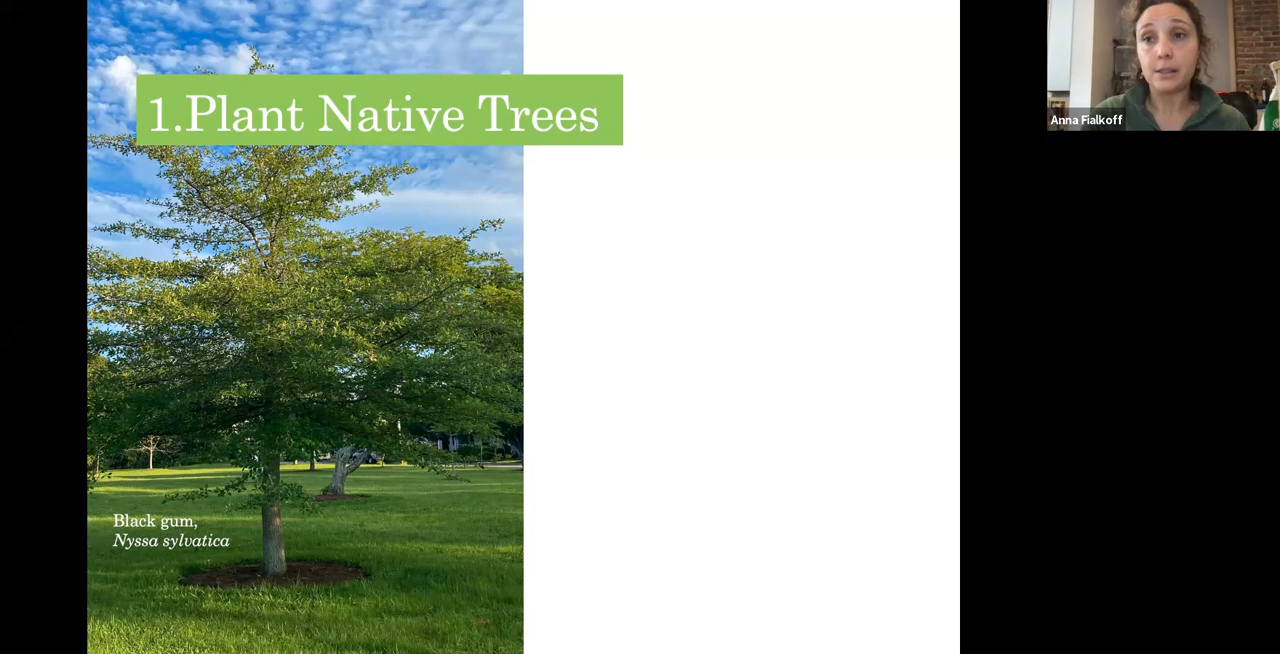 1.Plant Native Trees
Anna Fialkoff
Black gum,
Nyssa sylvatica